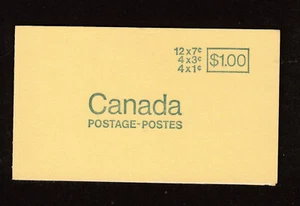 12x7¢
4x3¢
4x1¢
$1.00
Canada
POSTAGE-POSTES